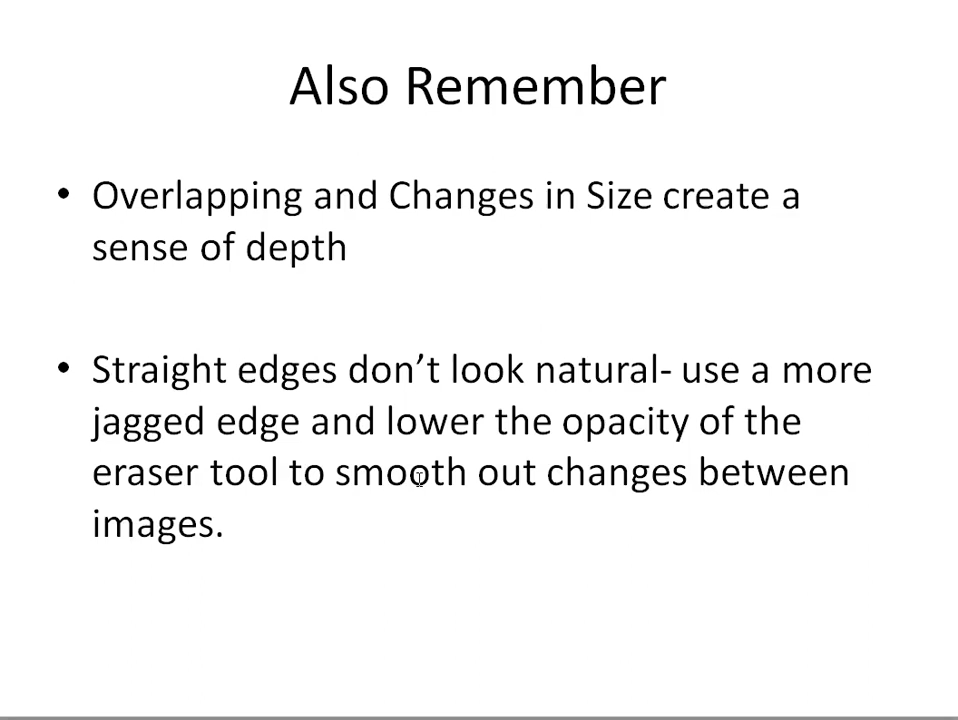 Also Remember
• Overlapping and Changes in Size create a
sense of depth
• Straight edges don’t look natural- use a more
jagged edge and lower the opacity of the
eraser tool to smooth out changes between
images.